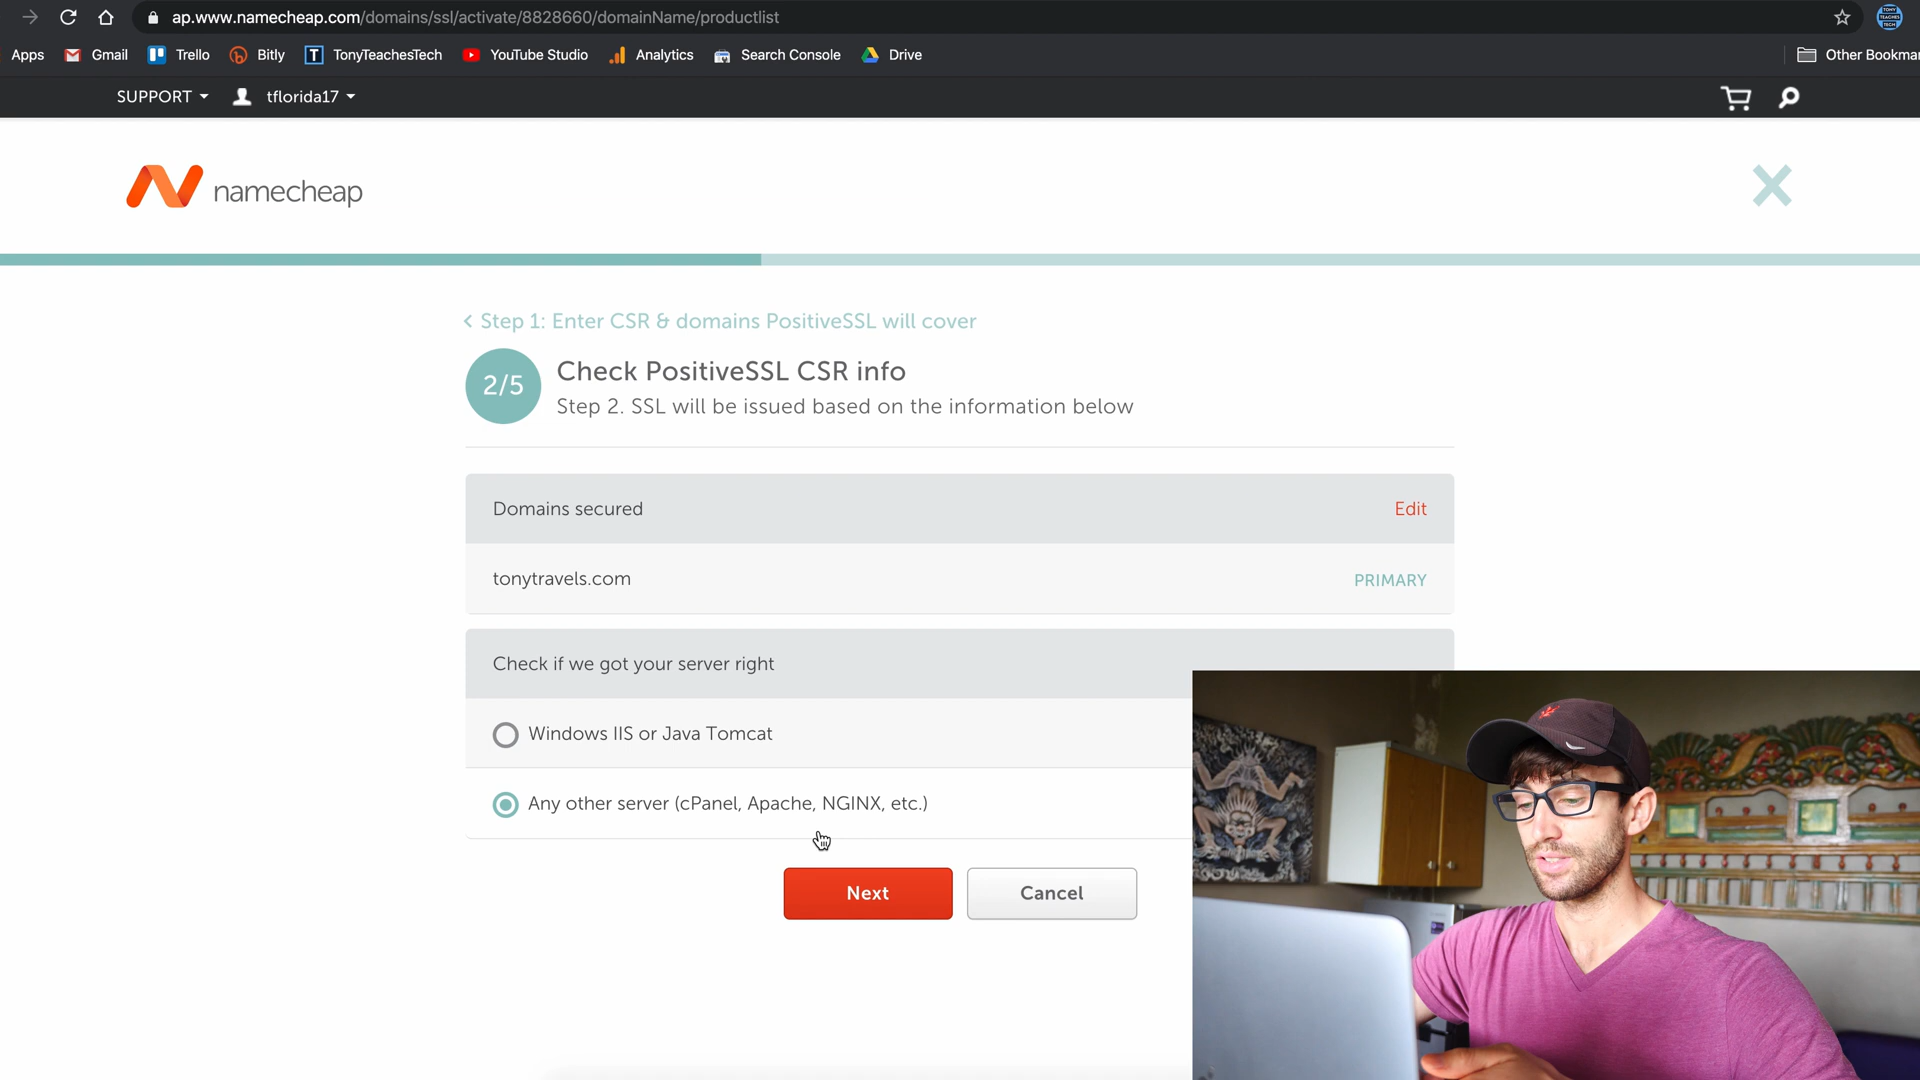 ap.www.namecheap.com/domains/ssl/activate/8828660/domainName/productlist
Apps Gmail Trello Bitly T TonyTeachesTech YouTube Studio Analytics Search Console Drive Other Bookmar
TONY TEACHES TECH
SUPPORT tflorida17
namecheap
Step 1: Enter CSR & domains PositiveSSL will cover
2/5
Check PositiveSSL CSR info
Step 2. SSL will be issued based on the information below
Domains secured Edit
tonytravels.com PRIMARY
Check if we got your server right
Windows IIS or Java Tomcat
Any other server (cPanel, Apache, NGINX, etc.)
Next Cancel